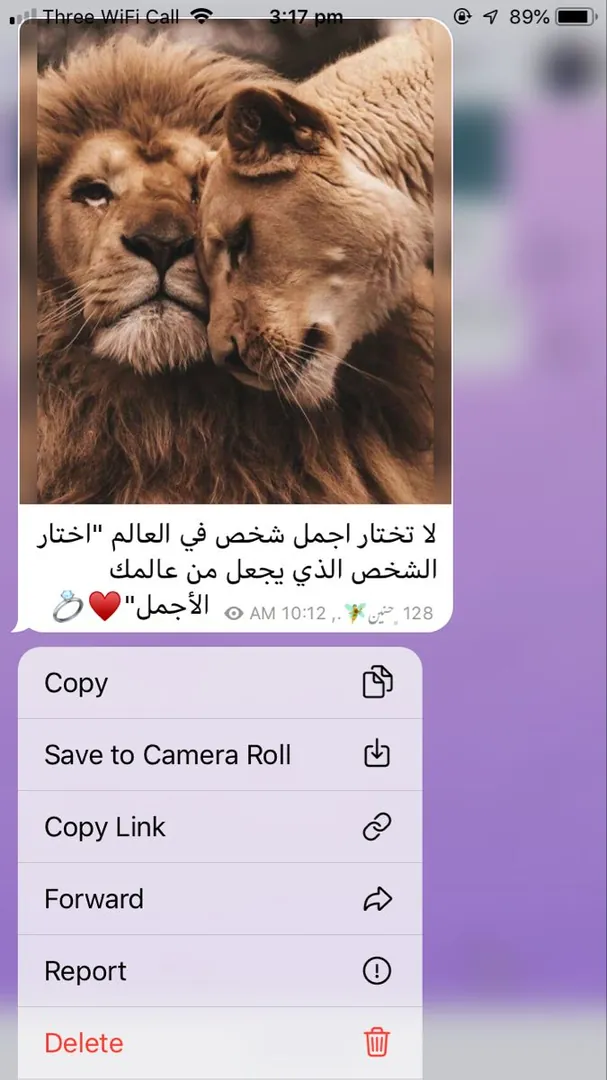 Three WiFi Call 3:17 pm 89%
لا تختار اجمل شخص في العالم "اختار
الشخص الذي يجعل من عالمك
الأجمل"♥️💍
128 حنين🧚 ., 10:12 AM
Copy
Save to Camera Roll
Copy Link
Forward
Report
Delete